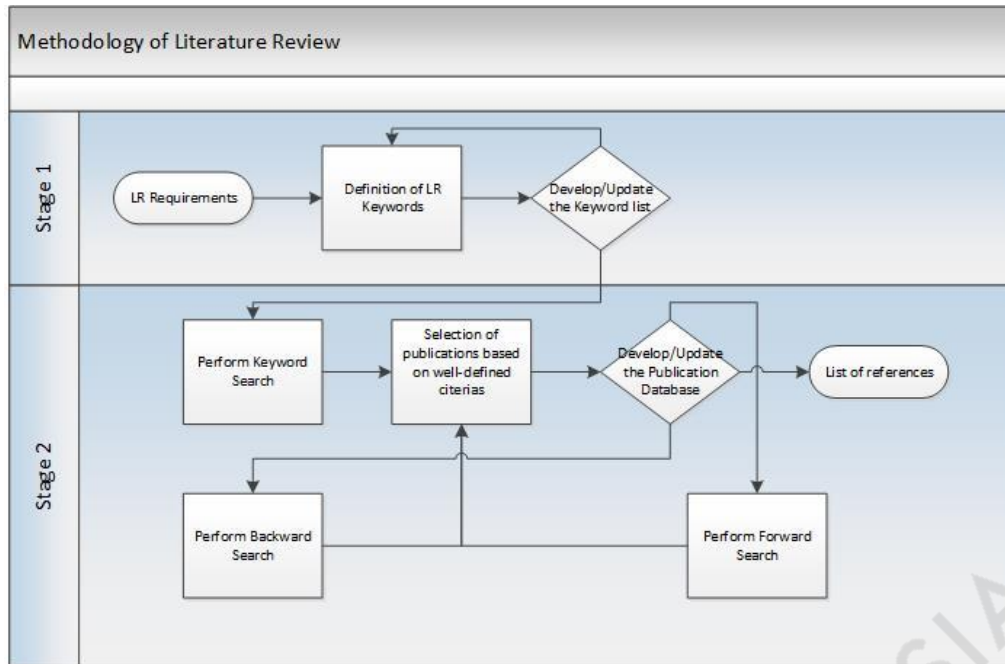 Methodology of Literature Review
Stage 1
LR Requirements
Definition of LR
Keywords
Develop/Update
the Keyword list
Stage 2
Perform Keyword
Search
Selection of
publications based
on well-defined
citerias
Develop/Update
the Publication
Database
List of references
Perform Backward
Search
Perform Forward
Search
SIA